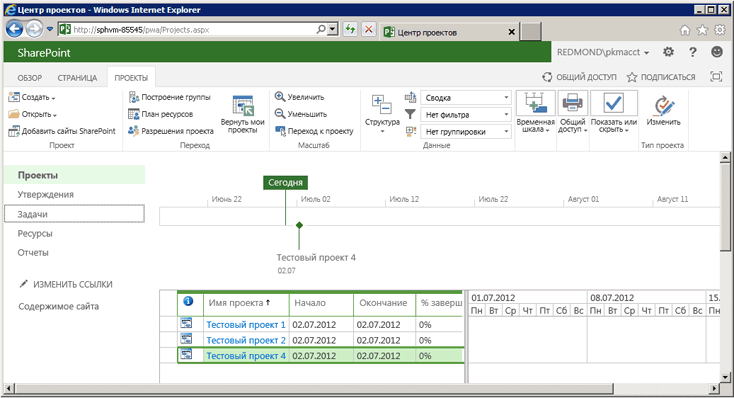 Центр проектов - Windows Internet Explorer
http://sphvm-85545/pwa/Projects.aspx
Центр проектов
SharePoint
REDMOND\pkmacct
ОБЗОР СТРАНИЦА ПРОЕКТЫ
ОБЩИЙ ДОСТУП ПОДПИСАТЬСЯ
Создать
Открыть
Добавить сайты SharePoint
Проект
Построение группы
План ресурсов
Разрешения проекта
Вернуть мои проекты
Переход
Увеличить
Уменьшить
Переход к проекту
Масштаб
Структура
Сводка
Нет фильтра
Нет группировки
Данные
Временная шкала
Общий доступ
Показать или скрыть
Изменить
Тип проекта
Проекты
Утверждения
Задачи
Ресурсы
Отчеты
ИЗМЕНИТЬ ССЫЛКИ
Содержимое сайта
Сегодня
Июнь 22 Июль 02 Июль 12 Июль 22 Август 01 Август 11
Тестовый проект 4
02.07
Имя проекта Начало Окончание % заверш
Тестовый проект 1 02.07.2012 02.07.2012 0%
Тестовый проект 2 02.07.2012 02.07.2012 0%
Тестовый проект 4 02.07.2012 02.07.2012 0%
01.07.2012 08.07.2012 15.
Пн Вт Ср Чт Пт Сб Вс Пн Вт Ср Чт Пт Сб Вс Пн